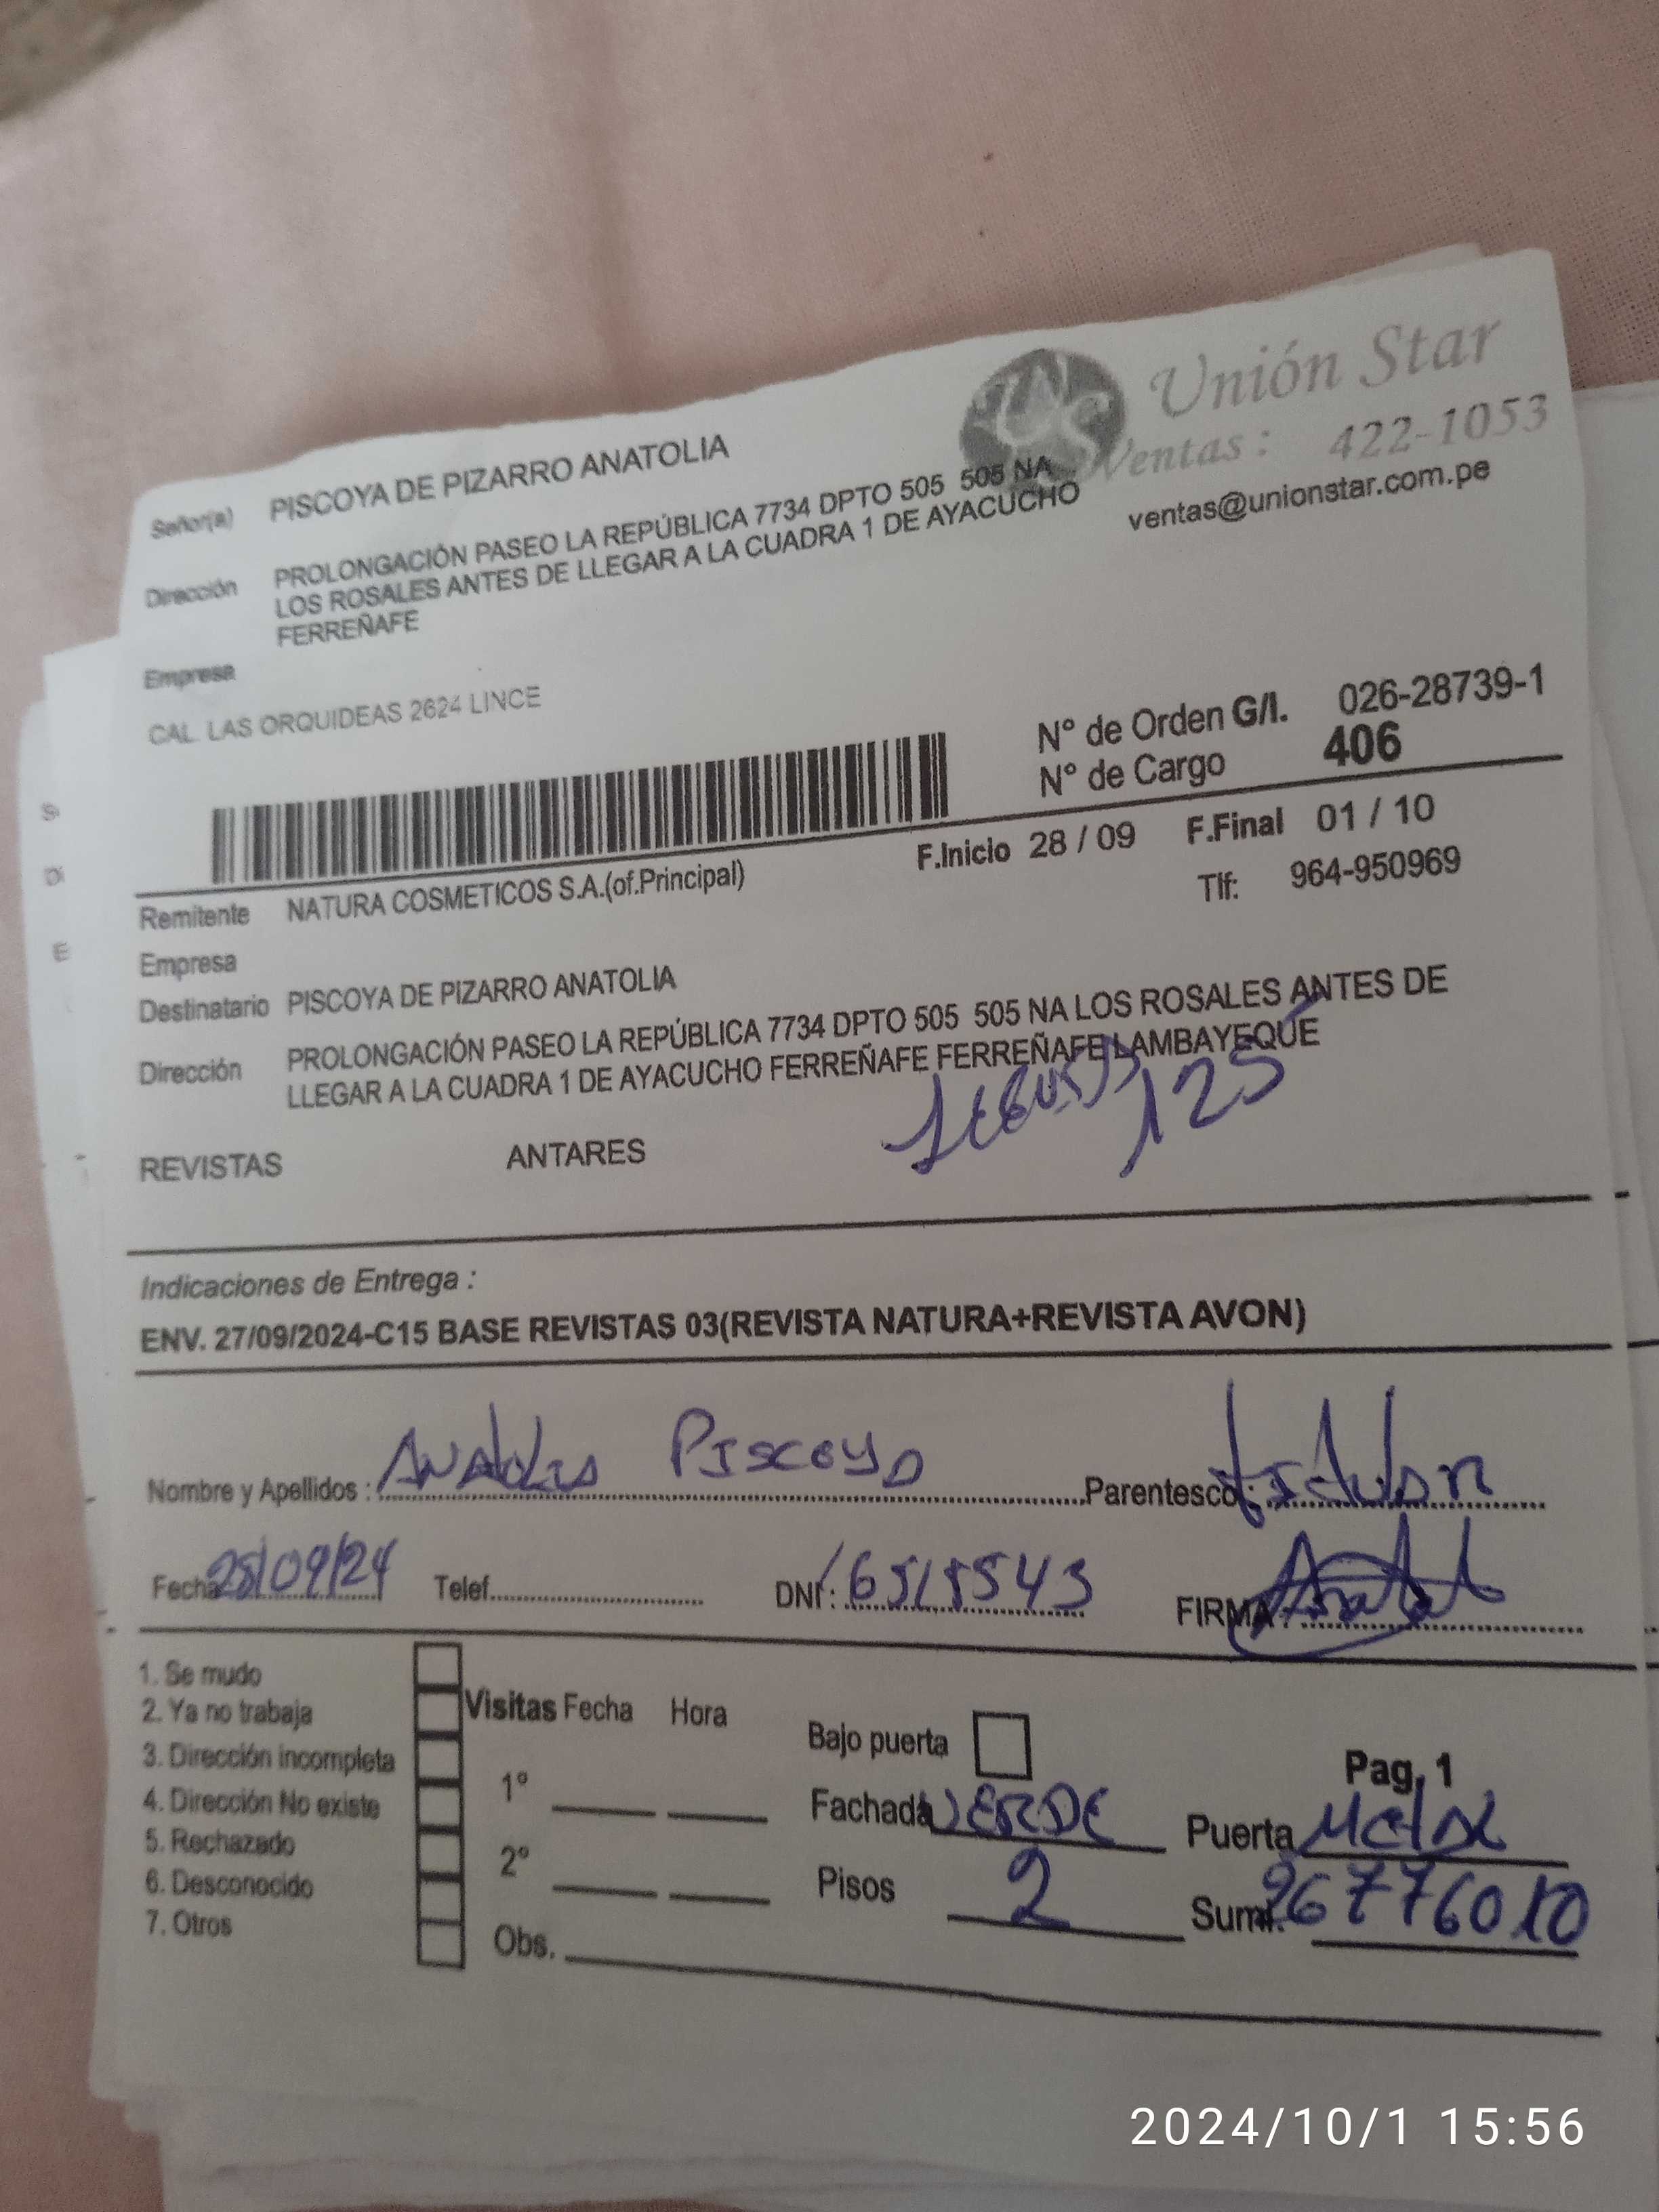 Unión Star
Ventas: 422-1053
ventas@unionstar.com.pe
Señor(a) PISCOYA DE PIZARRO ANATOLIA
Dirección PROLONGACIÓN PASEO LA REPÚBLICA 7734 DPTO 505 505 NA
LOS ROSALES ANTES DE LLEGAR A LA CUADRA 1 DE AYACUCHO
FERREÑAFE
Empresa
CAL. LAS ORQUIDEAS 2624 LINCE
N° de Orden G/I. 026-28739-1
N° de Cargo 406
F.Inicio 28 / 09 F.Final 01 / 10
Remitente NATURA COSMETICOS S.A.(of.Principal) Tlf: 964-950969
Empresa
Destinatario PISCOYA DE PIZARRO ANATOLIA
Dirección PROLONGACIÓN PASEO LA REPÚBLICA 7734 DPTO 505 505 NA LOS ROSALES ANTES DE
LLEGAR A LA CUADRA 1 DE AYACUCHO FERREÑAFE FERREÑAFE LAMBAYEQUE
125
REVISTAS ANTARES
Indicaciones de Entrega :
ENV. 27/09/2024-C15 BASE REVISTAS 03(REVISTA NATURA+REVISTA AVON)
Nombre y Apellidos : Anatolia Piscoya Parentesco : titular
Fecha 28/09/24 Telef. DNI : FIRMA :
1. Se mudo
2. Ya no trabaja
3. Dirección incompleta
4. Dirección No existe
5. Rechazado
6. Desconocido
7. Otros
Visitas Fecha Hora
1°
2°
Obs.
Bajo puerta
Pag. 1
Fachada VERDE Puerta Metal
Pisos 2 Sumi. 26776010
2024/10/1 15:56